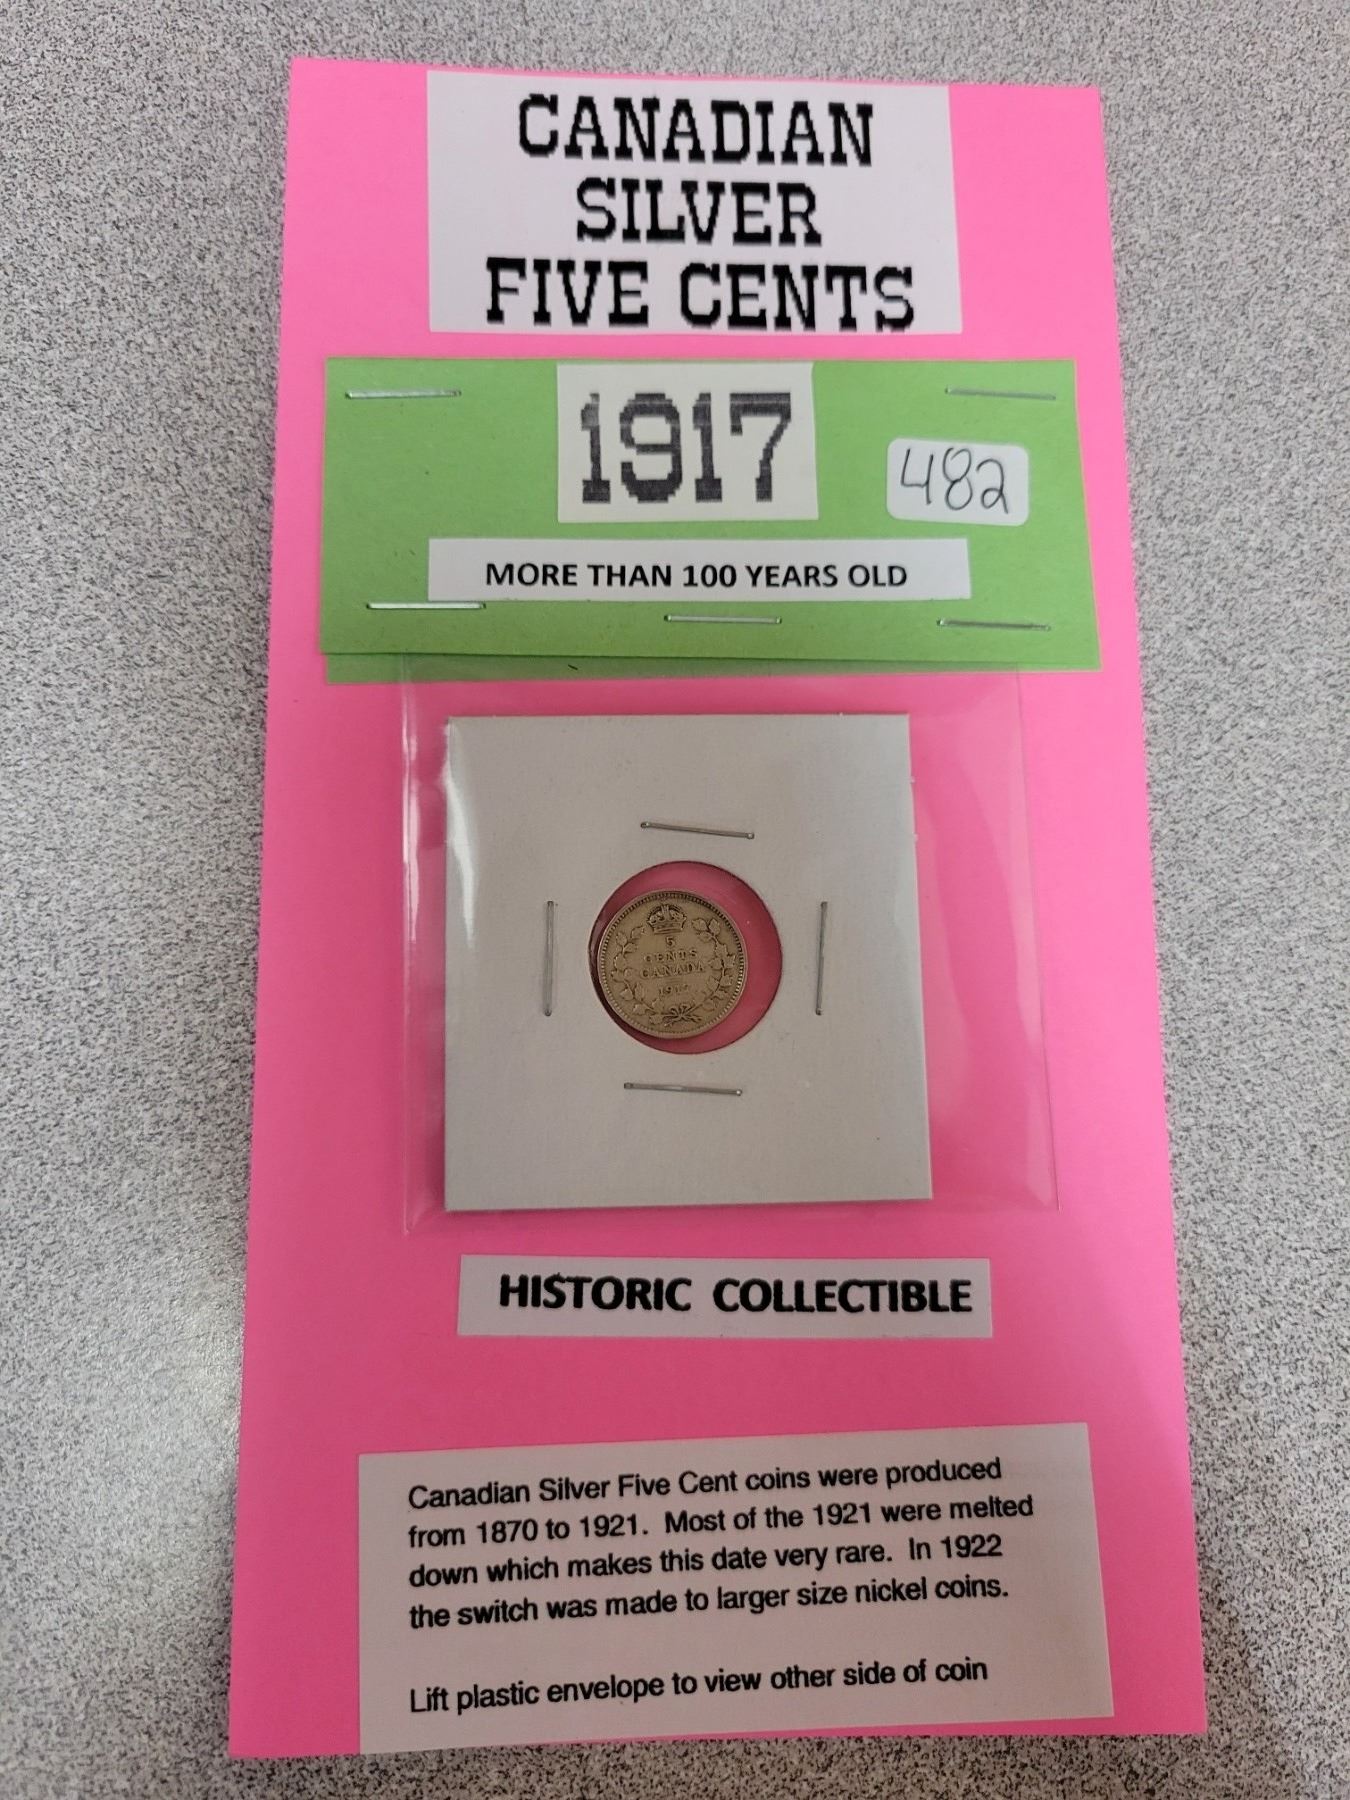 CANADIAN
SILVER
FIVE CENTS
1917
482
MORE THAN 100 YEARS OLD
5
CENTS
CANADA
1917
HISTORIC COLLECTIBLE
Canadian Silver Five Cent coins were produced
from 1870 to 1921. Most of the 1921 were melted
down which makes this date very rare. In 1922
the switch was made to larger size nickel coins.
Lift plastic envelope to view other side of coin